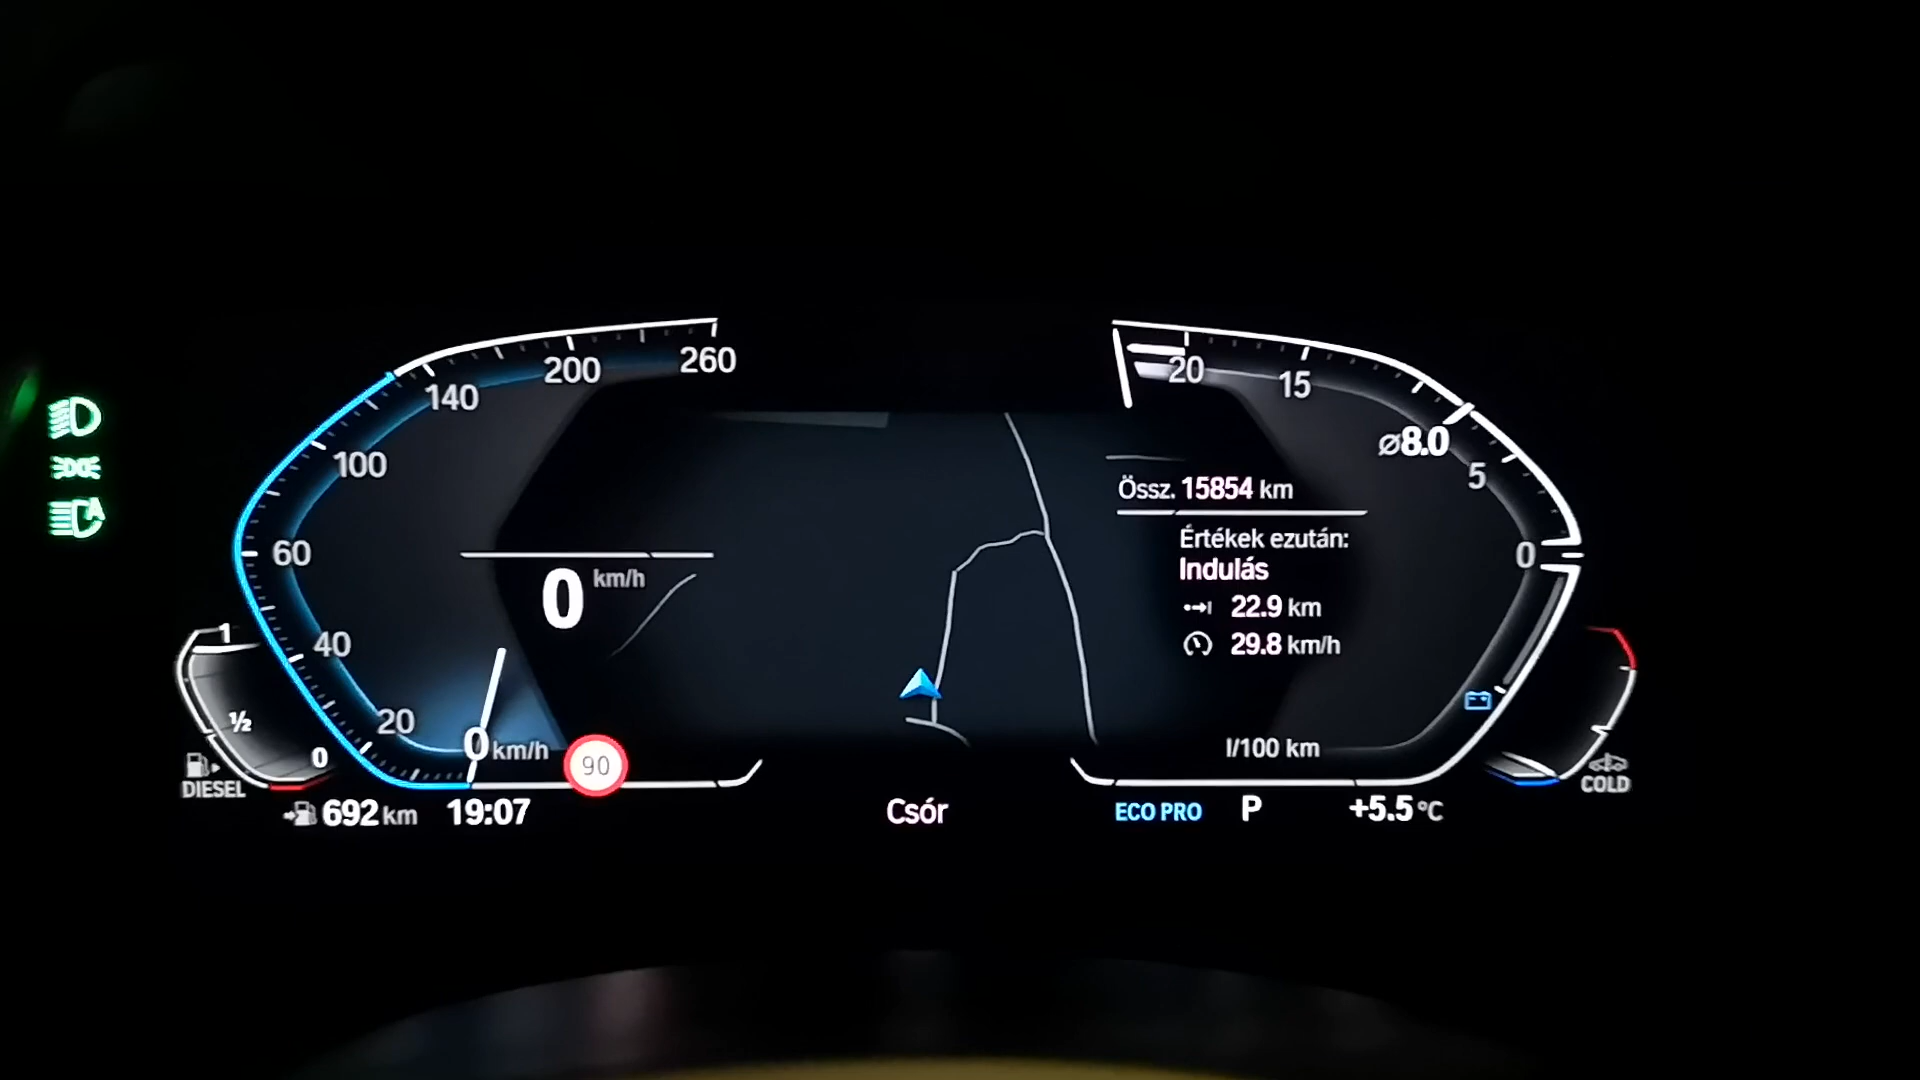 260
200
140
100
60
40
20
0 km/h
0 km/h
90
1
½
0
DIESEL
692 km
19:07
Csór
20
15
⌀8.0
5
0
Össz. 15854 km
Értékek ezután:
Indulás
22.9 km
29.8 km/h
l/100 km
ECO PRO
P
+5.5 °C
COLD
A